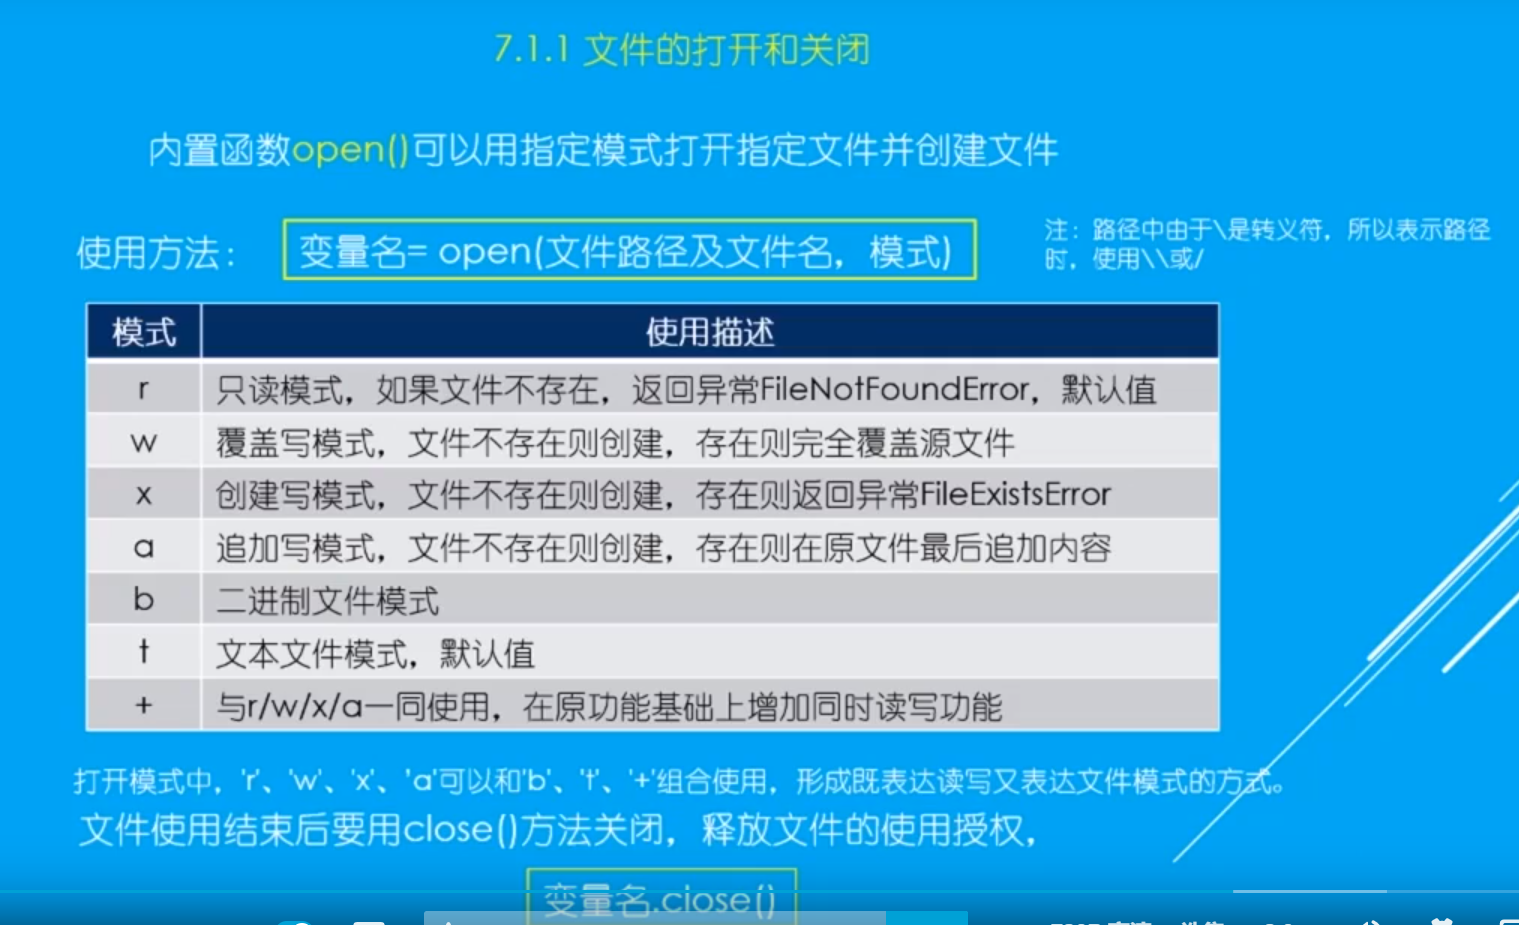 7.1.1 文件的打开和关闭
内置函数open()可以用指定模式打开指定文件并创建文件
使用方法：
变量名= open(文件路径及文件名，模式)
注：路径中由于\是转义符，所以表示路径
时，使用\\或/
模式 使用描述
r 只读模式，如果文件不存在，返回异常FileNotFoundError，默认值
w 覆盖写模式，文件不存在则创建，存在则完全覆盖源文件
x 创建写模式，文件不存在则创建，存在则返回异常FileExistsError
a 追加写模式，文件不存在则创建，存在则在原文件最后追加内容
b 二进制文件模式
t 文本文件模式，默认值
+ 与r/w/x/a一同使用，在原功能基础上增加同时读写功能
打开模式中，'r'、'w'、'x'、'a'可以和'b'、't'、'+'组合使用，形成既表达读写又表达文件模式的方式。
文件使用结束后要用close()方法关闭，释放文件的使用授权，
变量名.close()